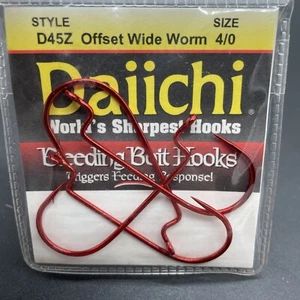 STYLE SIZE
D45Z Offset Wide Worm 4/0
Daiichi
World's Sharpest Hooks
Bleeding Bait Hooks
Triggers Feeding Response!